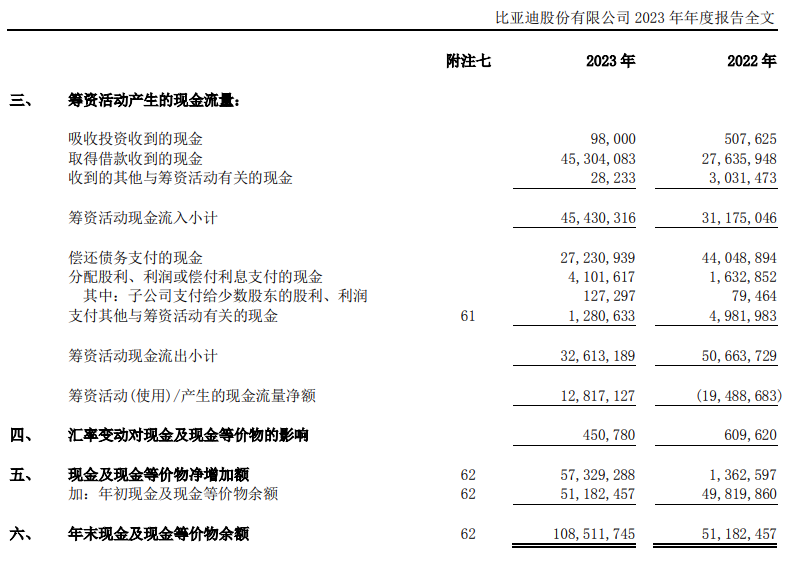 比亚迪股份有限公司 2023 年年度报告全文
附注七 2023 年 2022 年
三、 筹资活动产生的现金流量：
吸收投资收到的现金 98,000 507,625
取得借款收到的现金 45,304,083 27,635,948
收到的其他与筹资活动有关的现金 28,233 3,031,473
筹资活动现金流入小计 45,430,316 31,175,046
偿还债务支付的现金 27,230,939 44,048,894
分配股利、利润或偿付利息支付的现金 4,101,617 1,632,852
其中：子公司支付给少数股东的股利、利润 127,297 79,464
支付其他与筹资活动有关的现金 61 1,280,633 4,981,983
筹资活动现金流出小计 32,613,189 50,663,729
筹资活动(使用)/产生的现金流量净额 12,817,127 (19,488,683)
四、 汇率变动对现金及现金等价物的影响 450,780 609,620
五、 现金及现金等价物净增加额 62 57,329,288 1,362,597
加：年初现金及现金等价物余额 62 51,182,457 49,819,860
六、 年末现金及现金等价物余额 62 108,511,745 51,182,457